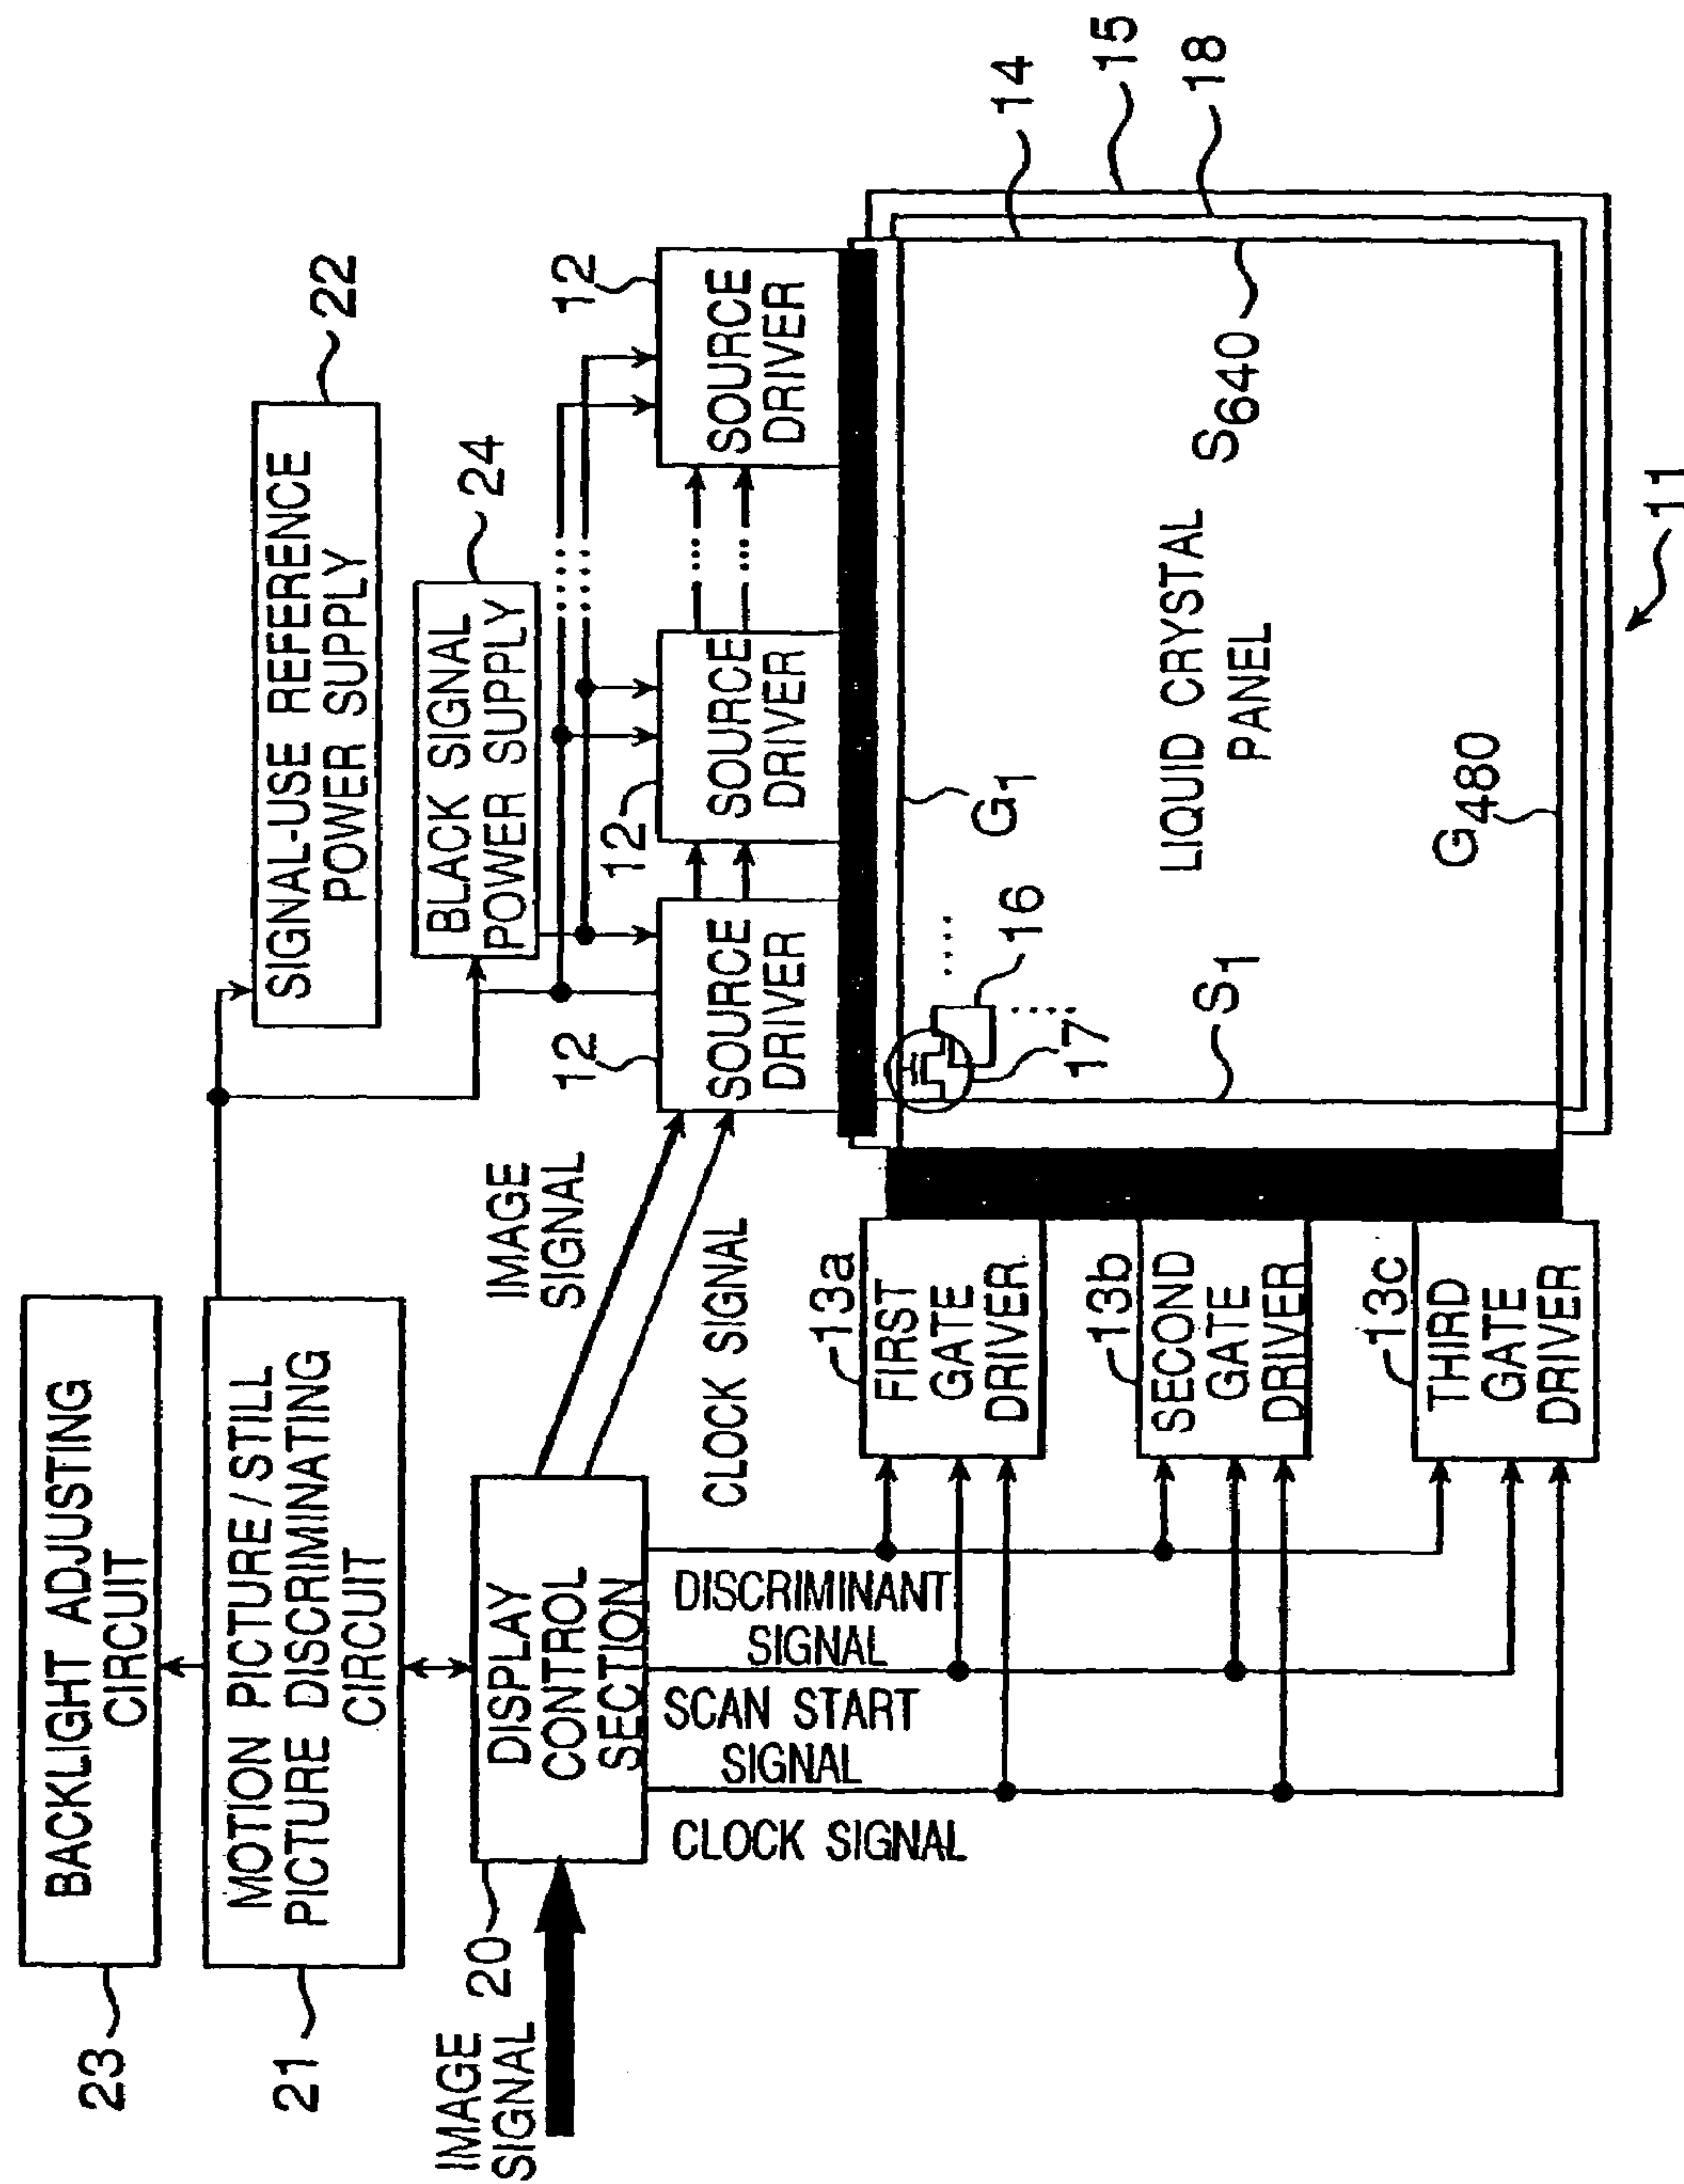 BACKLIGHT ADJUSTING
CIRCUIT
23
MOTION PICTURE/STILL
PICTURE DISCRIMINATING
CIRCUIT
21
SIGNAL-USE REFERENCE
POWER SUPPLY
22
BLACK SIGNAL
POWER SUPPLY
24
IMAGE
SIGNAL
20
DISPLAY
CONTROL
SECTION
IMAGE
SIGNAL
CLOCK SIGNAL
12
SOURCE
DRIVER
12
SOURCE
DRIVER
12
SOURCE
DRIVER
DISCRIMINANT
SIGNAL
SCAN START
SIGNAL
CLOCK SIGNAL
13a
FIRST
GATE
DRIVER
13b
SECOND
GATE
DRIVER
13c
THIRD
GATE
DRIVER
14
15
18
G1
16
17
S1
LIQUID CRYSTAL
PANEL
S640
G480
11